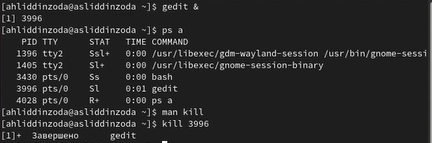 [ahliddinzoda@asliddinzoda ~]$ gedit &
[1] 3996
[ahliddinzoda@asliddinzoda ~]$ ps a
PID TTY STAT TIME COMMAND
1396 tty2 Ssl+ 0:00 /usr/libexec/gdm-wayland-session /usr/bin/gnome-sessi
1405 tty2 Sl+ 0:00 /usr/libexec/gnome-session-binary
3430 pts/0 Ss 0:00 bash
3996 pts/0 Sl 0:01 gedit
4028 pts/0 R+ 0:00 ps a
[ahliddinzoda@asliddinzoda ~]$ man kill
[ahliddinzoda@asliddinzoda ~]$ kill 3996
[1]+ Завершено gedit